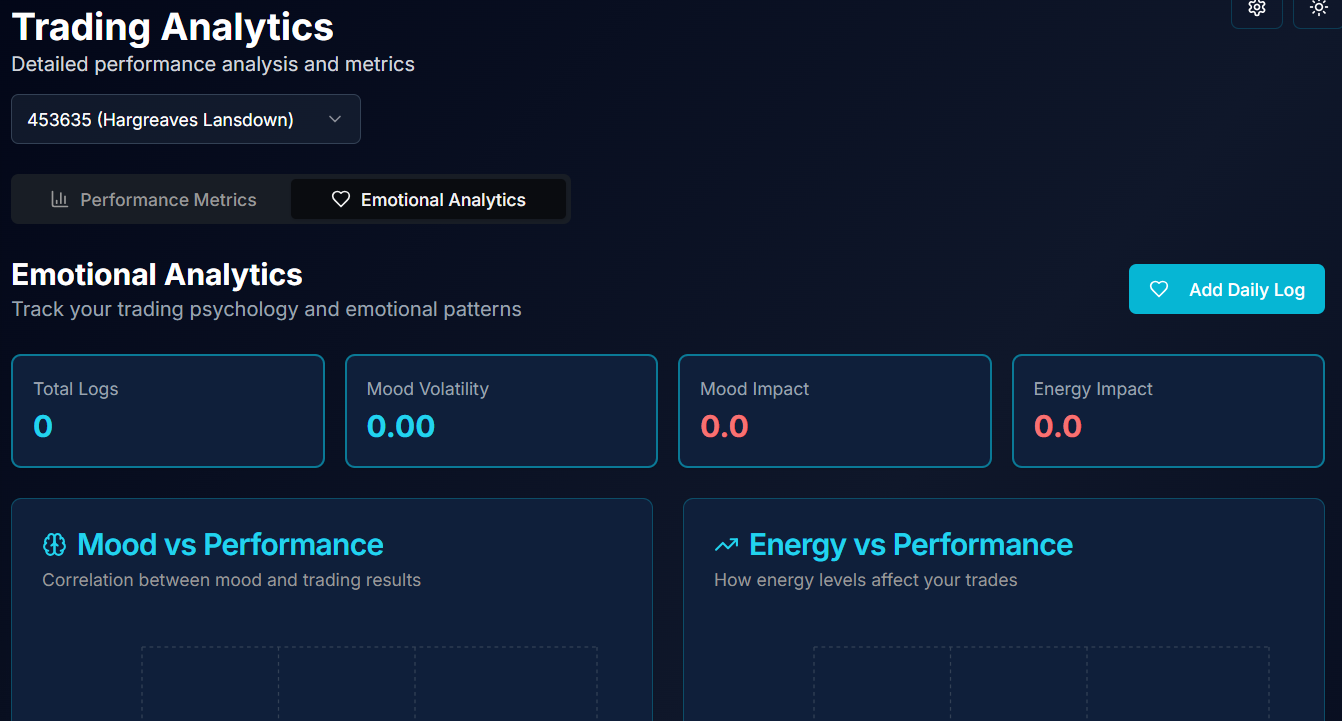 Trading Analytics
Detailed performance analysis and metrics
453635 (Hargreaves Lansdown)
Performance Metrics
Emotional Analytics
Emotional Analytics
Track your trading psychology and emotional patterns
Add Daily Log
Total Logs
0
Mood Volatility
0.00
Mood Impact
0.0
Energy Impact
0.0
Mood vs Performance
Correlation between mood and trading results
Energy vs Performance
How energy levels affect your trades